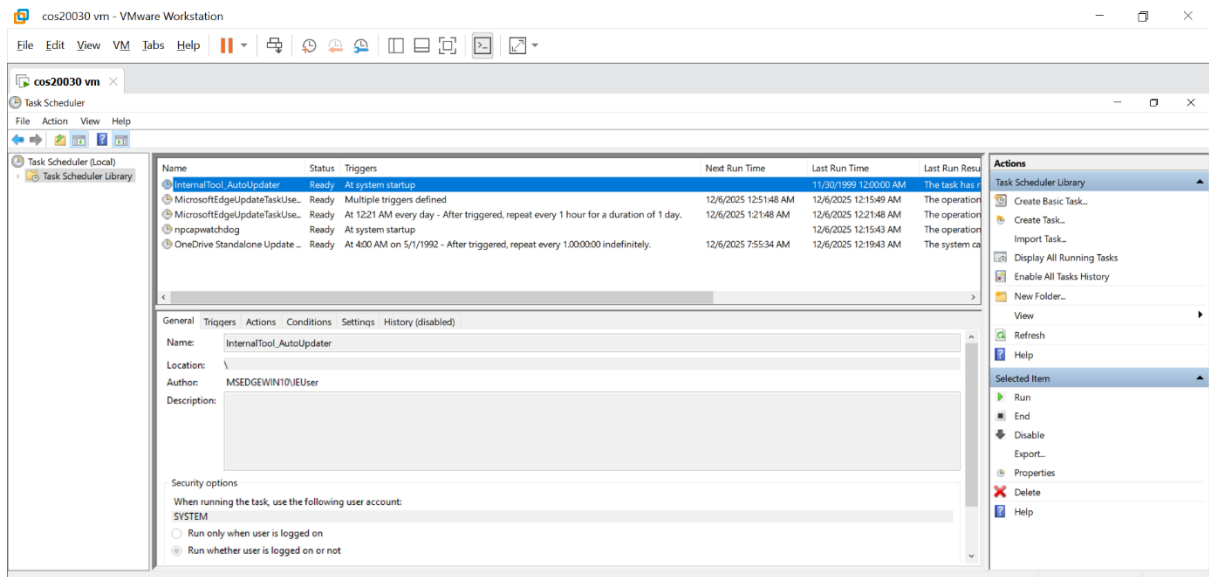 cos20030 vm - VMware Workstation
File Edit View VM Tabs Help
cos20030 vm
Task Scheduler
File Action View Help
Task Scheduler (Local)
Task Scheduler Library
Name Status Triggers Next Run Time Last Run Time Last Run Resu
InternalTool_AutoUpdater Ready At system startup 11/30/1999 12:00:00 AM The task has n
MicrosoftEdgeUpdateTaskUse... Ready Multiple triggers defined 12/6/2025 12:51:48 AM 12/6/2025 12:15:49 AM The operation
MicrosoftEdgeUpdateTaskUse... Ready At 12:21 AM every day - After triggered, repeat every 1 hour for a duration of 1 day. 12/6/2025 1:21:48 AM 12/6/2025 12:21:48 AM The operation
npcapwatchdog Ready At system startup 12/6/2025 12:15:43 AM The operation
OneDrive Standalone Update ... Ready At 4:00 AM on 5/1/1992 - After triggered, repeat every 1.00:00:00 indefinitely. 12/6/2025 7:55:34 AM 12/6/2025 12:19:43 AM The system ca
General Triggers Actions Conditions Settings History (disabled)
Name: InternalTool_AutoUpdater
Location: \
Author: MSEDGEWIN10\IEUser
Description:
Security options
When running the task, use the following user account:
SYSTEM
Run only when user is logged on
Run whether user is logged on or not
Actions
Task Scheduler Library
Create Basic Task...
Create Task...
Import Task...
Display All Running Tasks
Enable All Tasks History
New Folder...
View
Refresh
Help
Selected Item
Run
End
Disable
Export...
Properties
Delete
Help